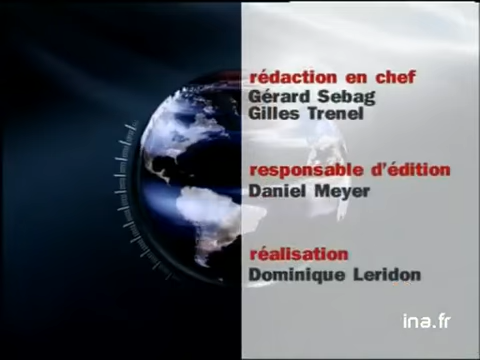 rédaction en chef
Gérard Sebag
Gilles Trenel
responsable d'édition
Daniel Meyer
réalisation
Dominique Leridon
ina.fr